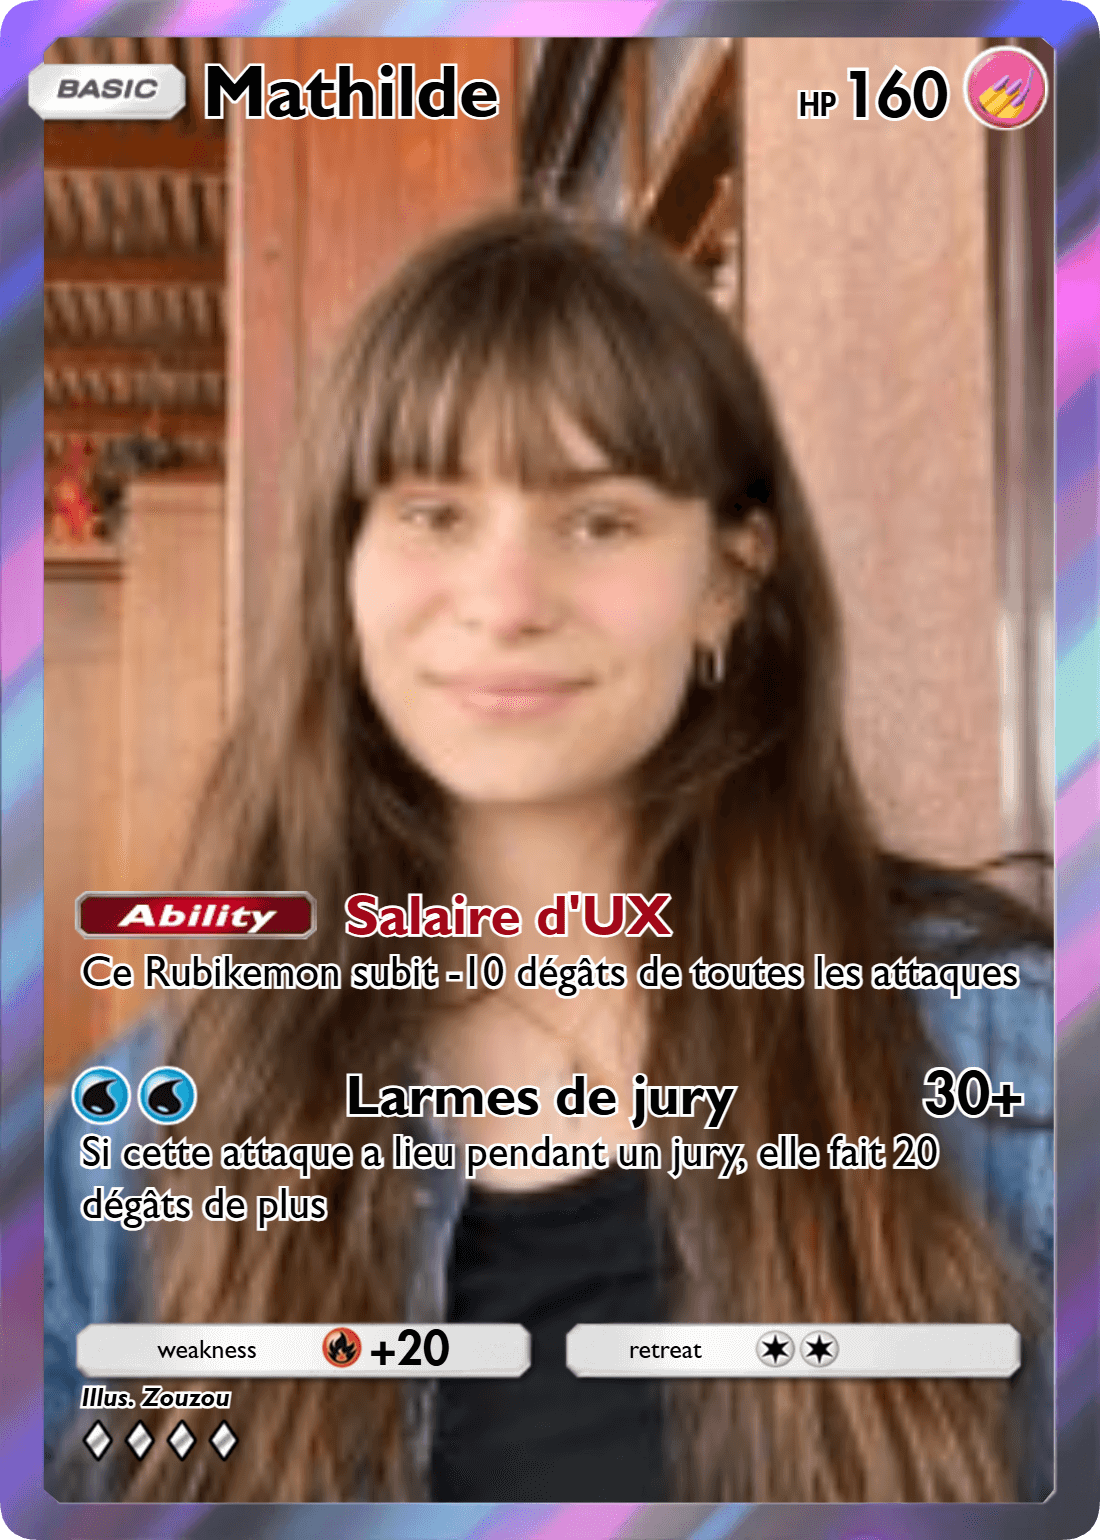 BASIC Mathilde HP 160
Ability Salaire d'UX
Ce Rubikemon subit -10 dégâts de toutes les attaques
Larmes de jury 30+
Si cette attaque a lieu pendant un jury, elle fait 20
dégâts de plus
weakness +20 retreat
Illus. Zouzou